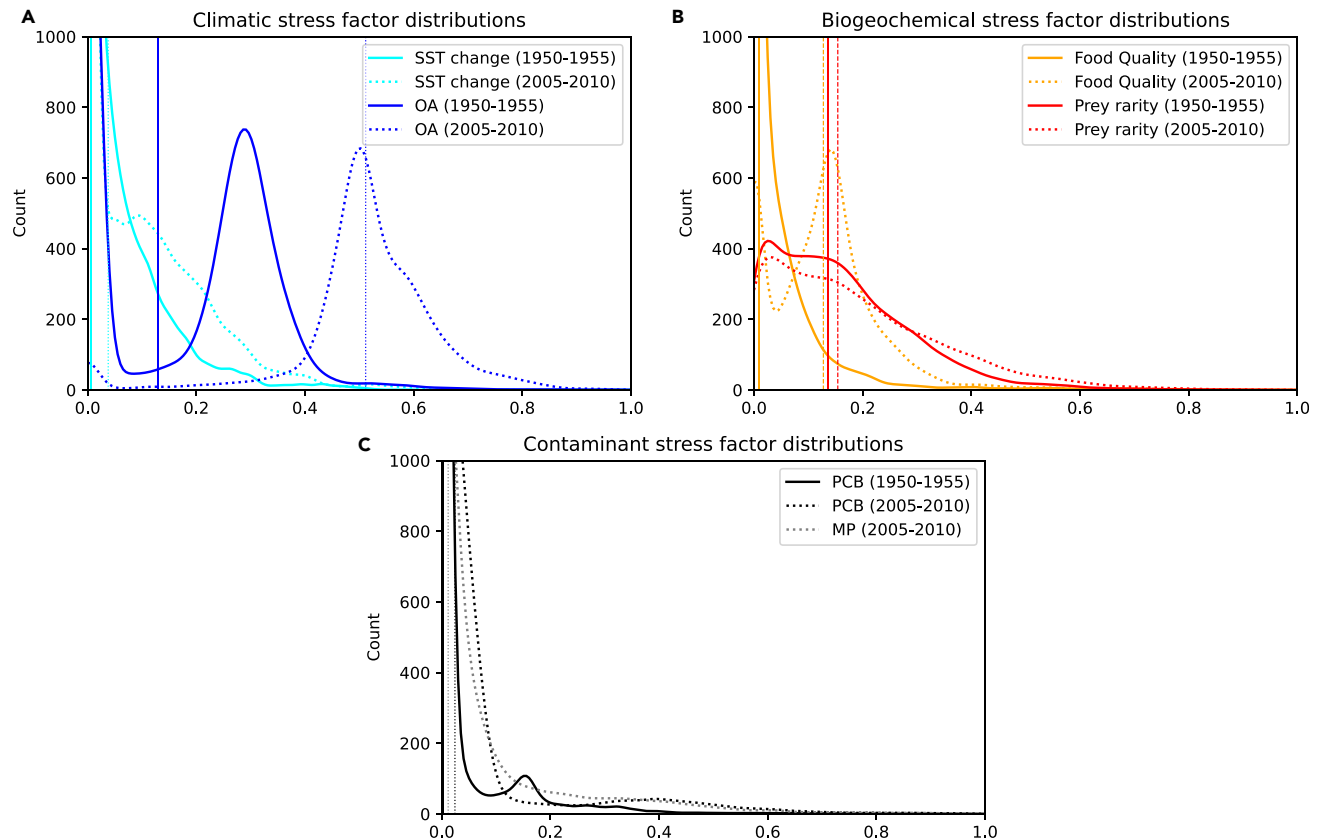 A
Climatic stress factor distributions
1000
800
600
400
200
0
Count
SST change (1950-1955)
SST change (2005-2010)
OA (1950-1955)
OA (2005-2010)
0.0 0.2 0.4 0.6 0.8 1.0
B
Biogeochemical stress factor distributions
1000
800
600
400
200
0
Count
Food Quality (1950-1955)
Food Quality (2005-2010)
Prey rarity (1950-1955)
Prey rarity (2005-2010)
0.0 0.2 0.4 0.6 0.8 1.0
C
Contaminant stress factor distributions
1000
800
600
400
200
0
Count
PCB (1950-1955)
PCB (2005-2010)
MP (2005-2010)
0.0 0.2 0.4 0.6 0.8 1.0